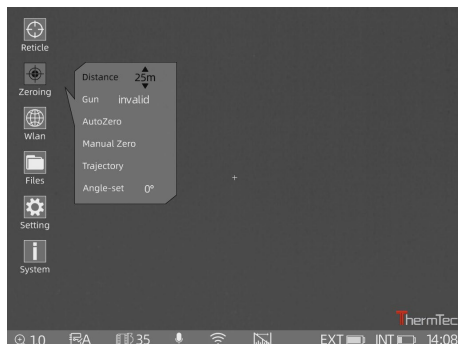 Reticle
Zeroing
Wlan
Files
Setting
System
Distance 25m
Gun invalid
AutoZero
Manual Zero
Trajectory
Angle-set 0°
ThermTec
1.0 A 35 EXT INT 14:08